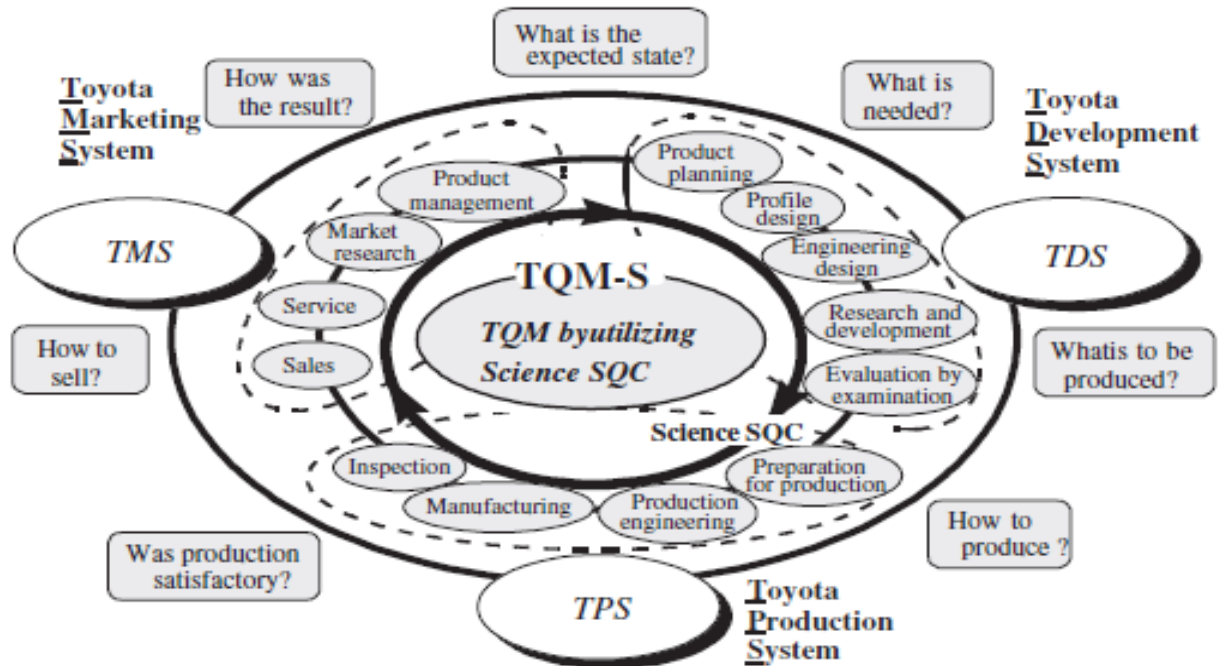 What is the
expected state?
How was
the result?
What is
needed?
Toyota
Marketing
System
Toyota
Development
System
Product
planning
Product
management
Profile
design
Market
research
Engineering
design
TMS
TDS
TQM-S
Service
Research and
development
TQM byutilizing
Science SQC
How to
sell?
Sales
Whatis to be
produced?
Evaluation by
examination
Science SQC
Inspection
Preparation
for production
Manufacturing
Production
engineering
How to
produce ?
Was production
satisfactory?
TPS
Toyota
Production
System